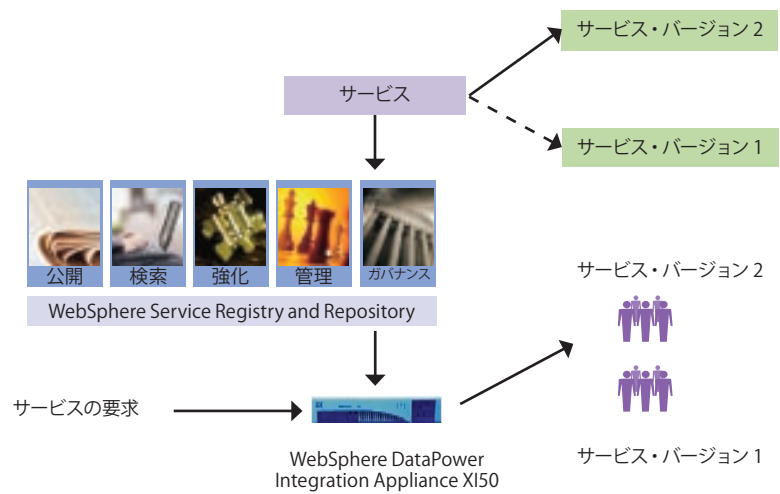 サービス・バージョン 2
サービス
サービス・バージョン 1
公開
検索
強化
管理
ガバナンス
WebSphere Service Registry and Repository
サービス・バージョン 2
サービスの要求
WebSphere DataPower
Integration Appliance XI50
サービス・バージョン 1